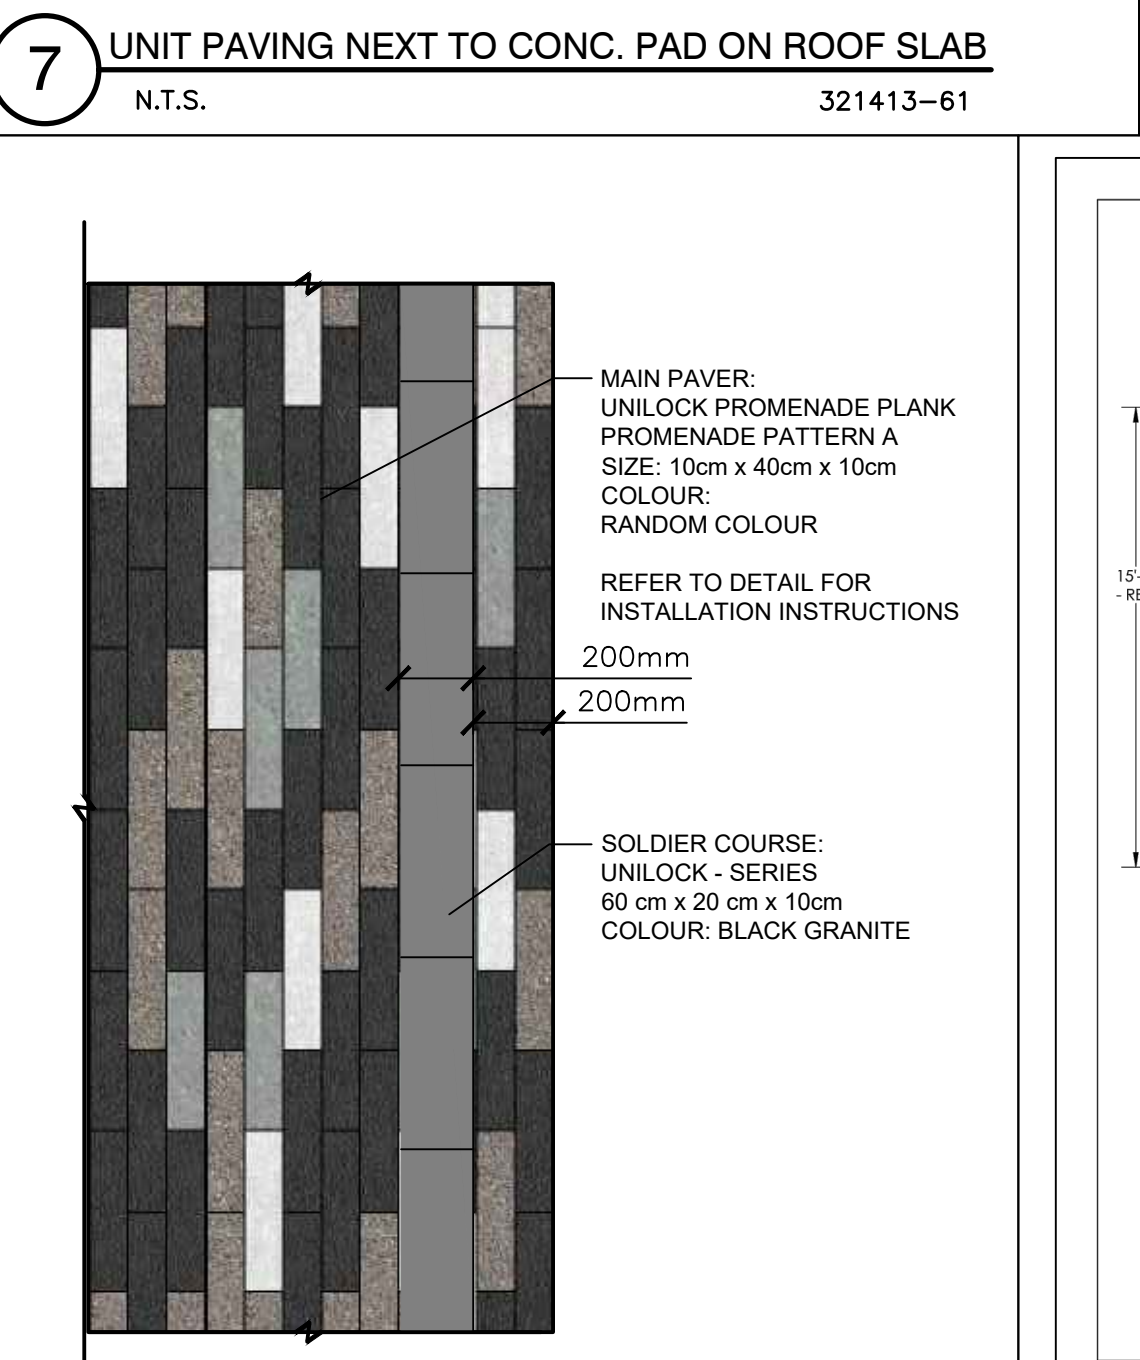 7
UNIT PAVING NEXT TO CONC. PAD ON ROOF SLAB
N.T.S.
321413-61
MAIN PAVER:
UNILOCK PROMENADE PLANK
PROMENADE PATTERN A
SIZE: 10cm x 40cm x 10cm
COLOUR:
RANDOM COLOUR
REFER TO DETAIL FOR
INSTALLATION INSTRUCTIONS
200mm
200mm
SOLDIER COURSE:
UNILOCK - SERIES
60 cm x 20 cm x 10cm
COLOUR: BLACK GRANITE
15'-